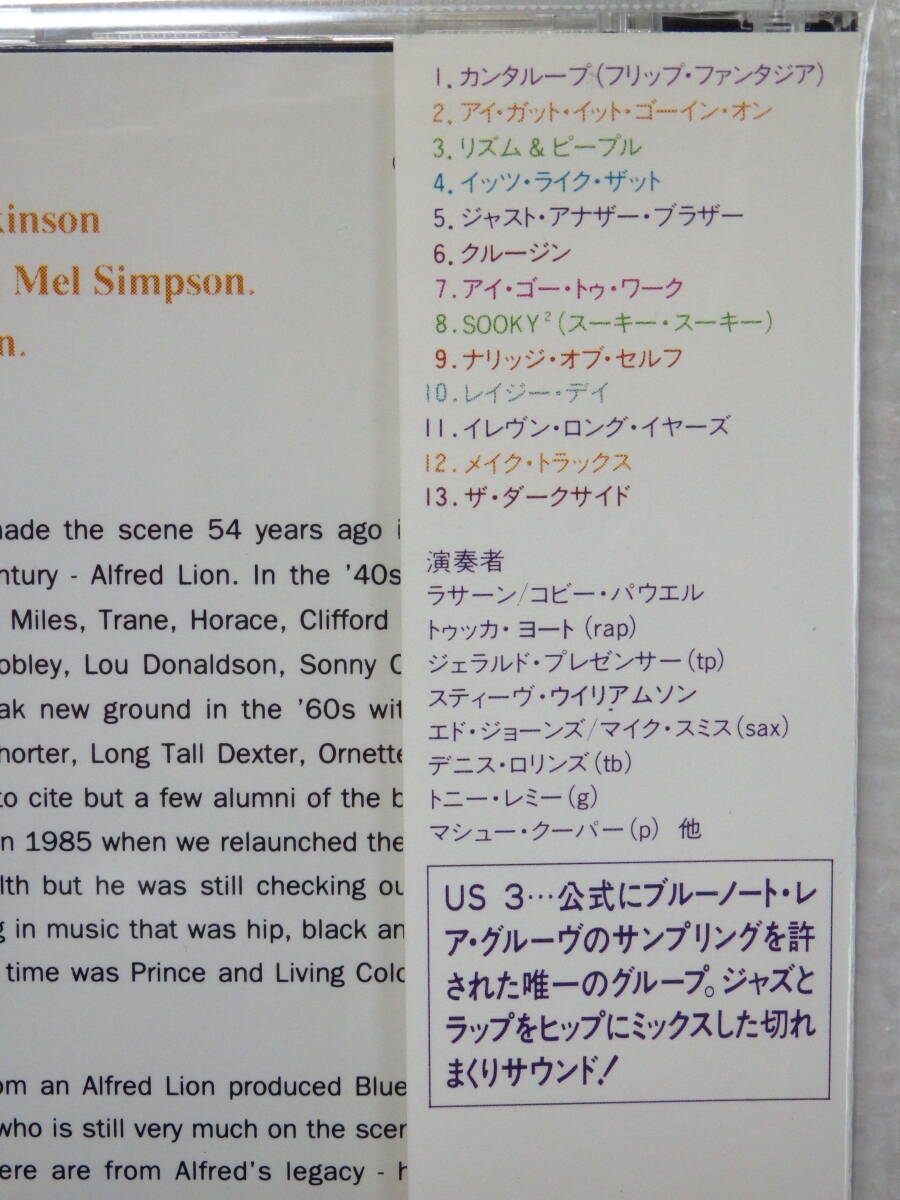 kinson
Mel Simpson.
n.
made the scene 54 years ago i
ntury - Alfred Lion. In the '40s
Miles, Trane, Horace, Clifford
obley, Lou Donaldson, Sonny C
ak new ground in the '60s wit
horter, Long Tall Dexter, Ornette
to cite but a few alumni of the b
n 1985 when we relaunched the
lth but he was still checking ou
g in music that was hip, black an
time was Prince and Living Colo
om an Alfred Lion produced Blue
who is still very much on the scen
ere are from Alfred's legacy - h
1. カンタループ(フリップ・ファンタジア)
2. アイ・ガット・イット・ゴーイン・オン
3. リズム & ピープル
4. イッツ・ライク・ザット
5. ジャスト・アナザー・ブラザー
6. クルージン
7. アイ・ゴー・トゥ・ワーク
8. SOOKY²(スーキー・スーキー)
9. ナリッジ・オブ・セルフ
10. レイジー・デイ
11. イレヴン・ロング・イヤーズ
12. メイク・トラックス
13. ザ・ダークサイド
演奏者
ラサーン/コビー・パウエル
トゥッカ・ヨート(rap)
ジェラルド・プレゼンサー(tp)
スティーヴ・ウイリアムソン
エド・ジョーンズ/マイク・スミス(sax)
デニス・ロリンズ(tb)
トニー・レミー(g)
マシュー・クーパー(p) 他
US 3…公式にブルーノート・レ
ア・グルーヴのサンプリングを許
された唯一のグループ。ジャズと
ラップをヒップにミックスした切れ
まくりサウンド!